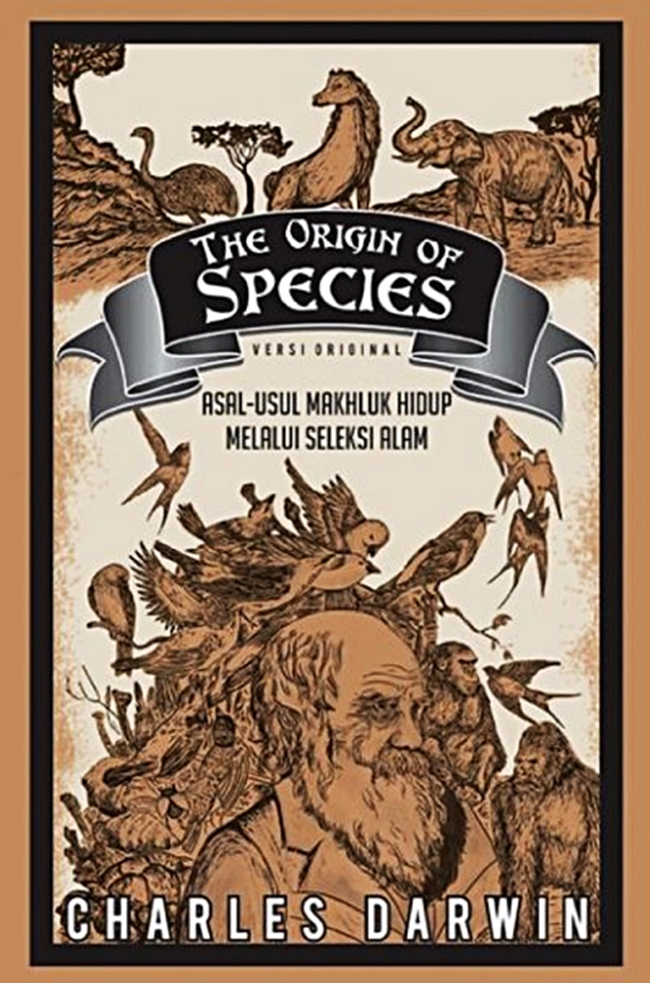 THE ORIGIN OF
SPECIES
VERSI ORIGINAL
ASAL-USUL MAKHLUK HIDUP
MELALUI SELEKSI ALAM
CHARLES DARWIN